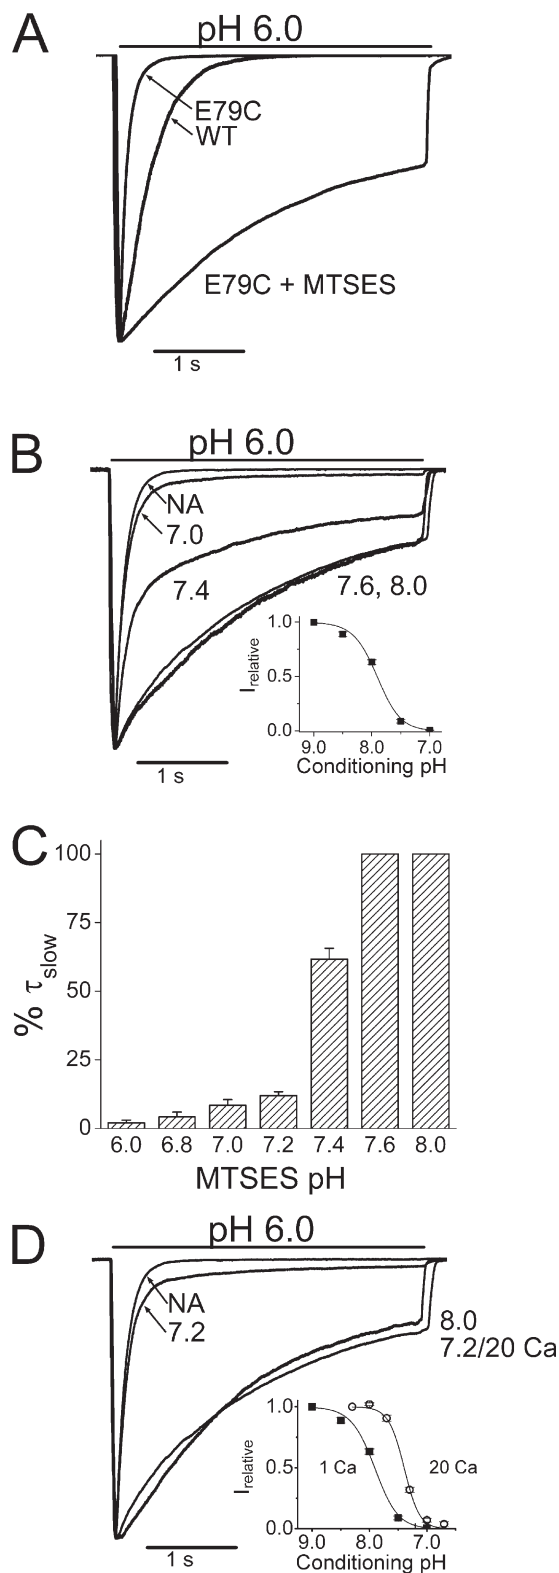 A
pH 6.0
E79C
WT
E79C + MTSES
1 s
B
pH 6.0
NA
7.0
7.4
7.6, 8.0
1.0
0.5
0.0
I relative
9.0 8.0 7.0
Conditioning pH
1 s
C
100
75
50
25
0
% τ slow
6.0 6.8 7.0 7.2 7.4 7.6 8.0
MTSES pH
D
pH 6.0
NA
7.2
8.0
7.2/20 Ca
1.0
0.5
0.0
I relative
1 Ca
20 Ca
9.0 8.0 7.0
Conditioning pH
1 s